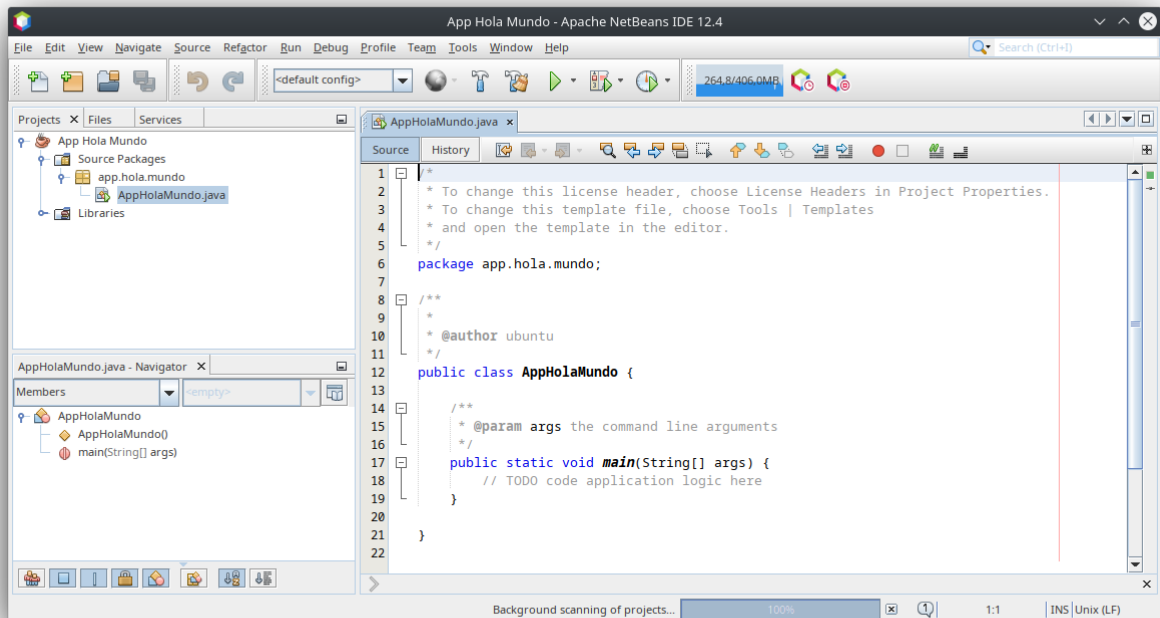 App Hola Mundo - Apache NetBeans IDE 12.4
File Edit View Navigate Source Refactor Run Debug Profile Team Tools Window Help
Search (Ctrl+I)
<default config>
264,8/406,0MB
Projects Files Services
App Hola Mundo
Source Packages
app.hola.mundo
AppHolaMundo.java
Libraries
AppHolaMundo.java - Navigator
Members
<empty>
AppHolaMundo
AppHolaMundo()
main(String[] args)
AppHolaMundo.java
Source History
1 /*
2 * To change this license header, choose License Headers in Project Properties.
3 * To change this template file, choose Tools | Templates
4 * and open the template in the editor.
5 */
6 package app.hola.mundo;
7
8 /**
9 *
10 * @author ubuntu
11 */
12 public class AppHolaMundo {
13
14 /**
15 * @param args the command line arguments
16 */
17 public static void main(String[] args) {
18 // TODO code application logic here
19 }
20
21 }
22
Background scanning of projects... 100% 1 1:1 INS Unix (LF)